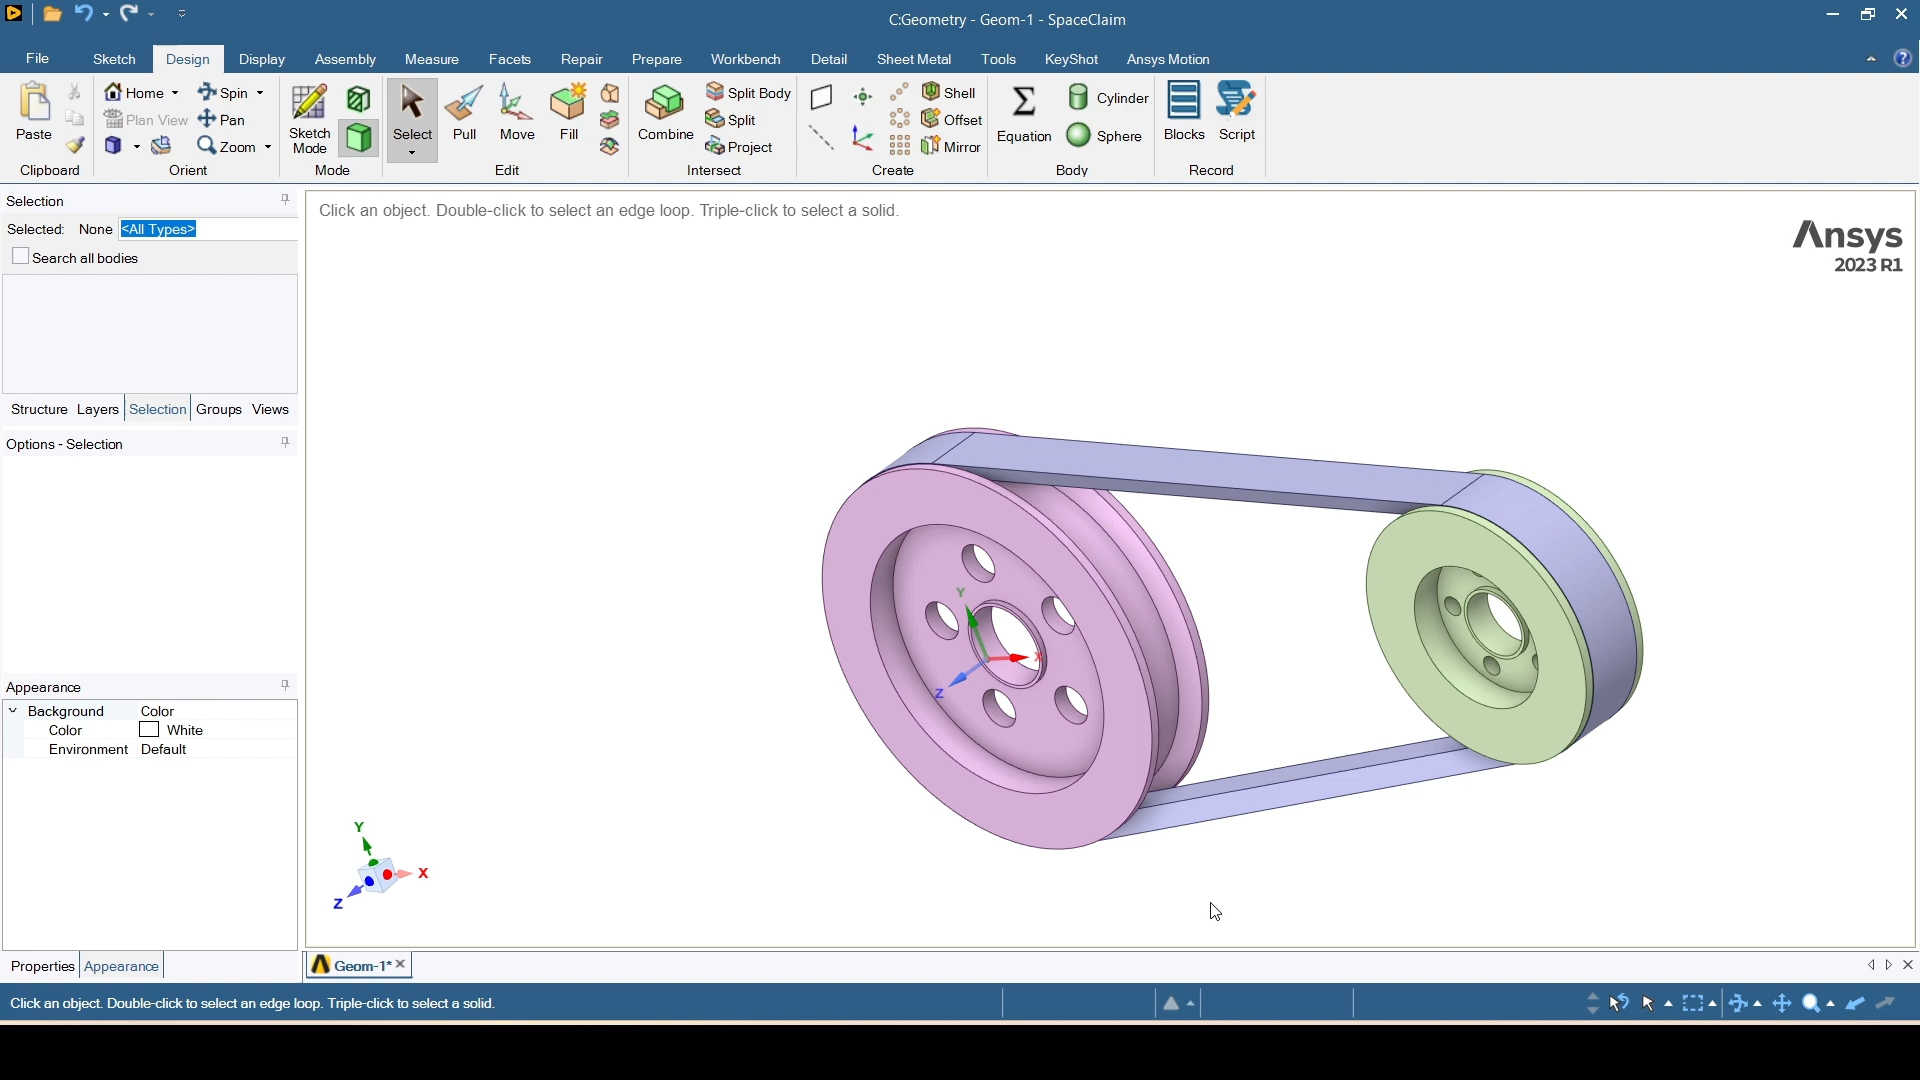 C:Geometry - Geom-1 - SpaceClaim
File Sketch Design Display Assembly Measure Facets Repair Prepare Workbench Detail Sheet Metal Tools KeyShot Ansys Motion
Paste
Clipboard
Home Spin
Plan View Pan
Zoom
Orient
Sketch Mode
Mode
Select Pull Move Fill
Edit
Combine
Split Body
Split
Project
Intersect
Shell
Offset
Mirror
Create
Equation
Cylinder
Sphere
Body
Blocks Script
Record
Selection
Selected: None <All Types>
Search all bodies
Structure Layers Selection Groups Views
Options - Selection
Appearance
Background Color
Color White
Environment Default
Properties Appearance
Click an object. Double-click to select an edge loop. Triple-click to select a solid.
Ansys
2023 R1
Y
X
Z
Y
X
Z
Geom-1*
Click an object. Double-click to select an edge loop. Triple-click to select a solid.